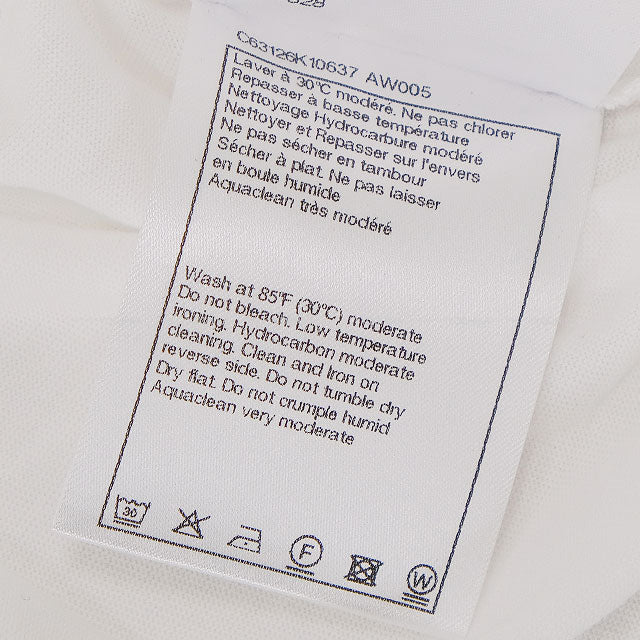 C63126K10637 AW005
Laver à 30°C modéré. Ne pas chlorer
Repasser à basse température
Nettoyage Hydrocarbure modéré
Nettoyer et Repasser sur l'envers
Ne pas sécher en tambour
Sécher à plat. Ne pas laisser
en boule humide
Aquaclean très modéré
Wash at 85°F (30°C) moderate
Do not bleach. Low temperature
ironing. Hydrocarbon moderate
cleaning. Clean and Iron on
reverse side. Do not tumble dry
Dry flat. Do not crumple humid
Aquaclean very moderate
30 F W